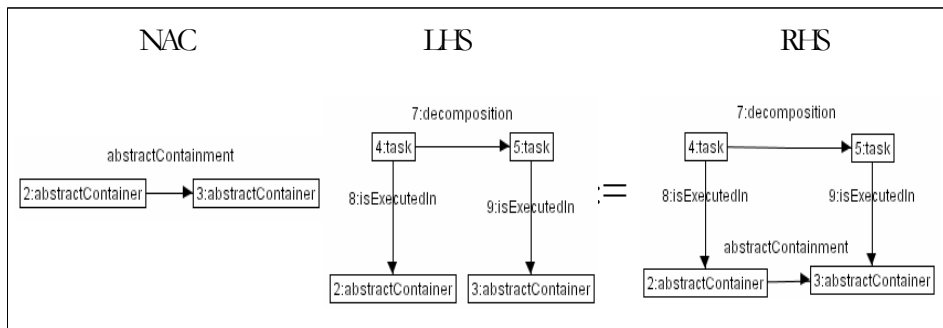 NAC LHS RHS
7:decomposition 7:decomposition
4:task 5:task 4:task 5:task
abstractContainment
2:abstractContainer 3:abstractContainer
8:isExecutedIn 9:isExecutedIn := 8:isExecutedIn 9:isExecutedIn
abstractContainment
2:abstractContainer 3:abstractContainer 2:abstractContainer 3:abstractContainer